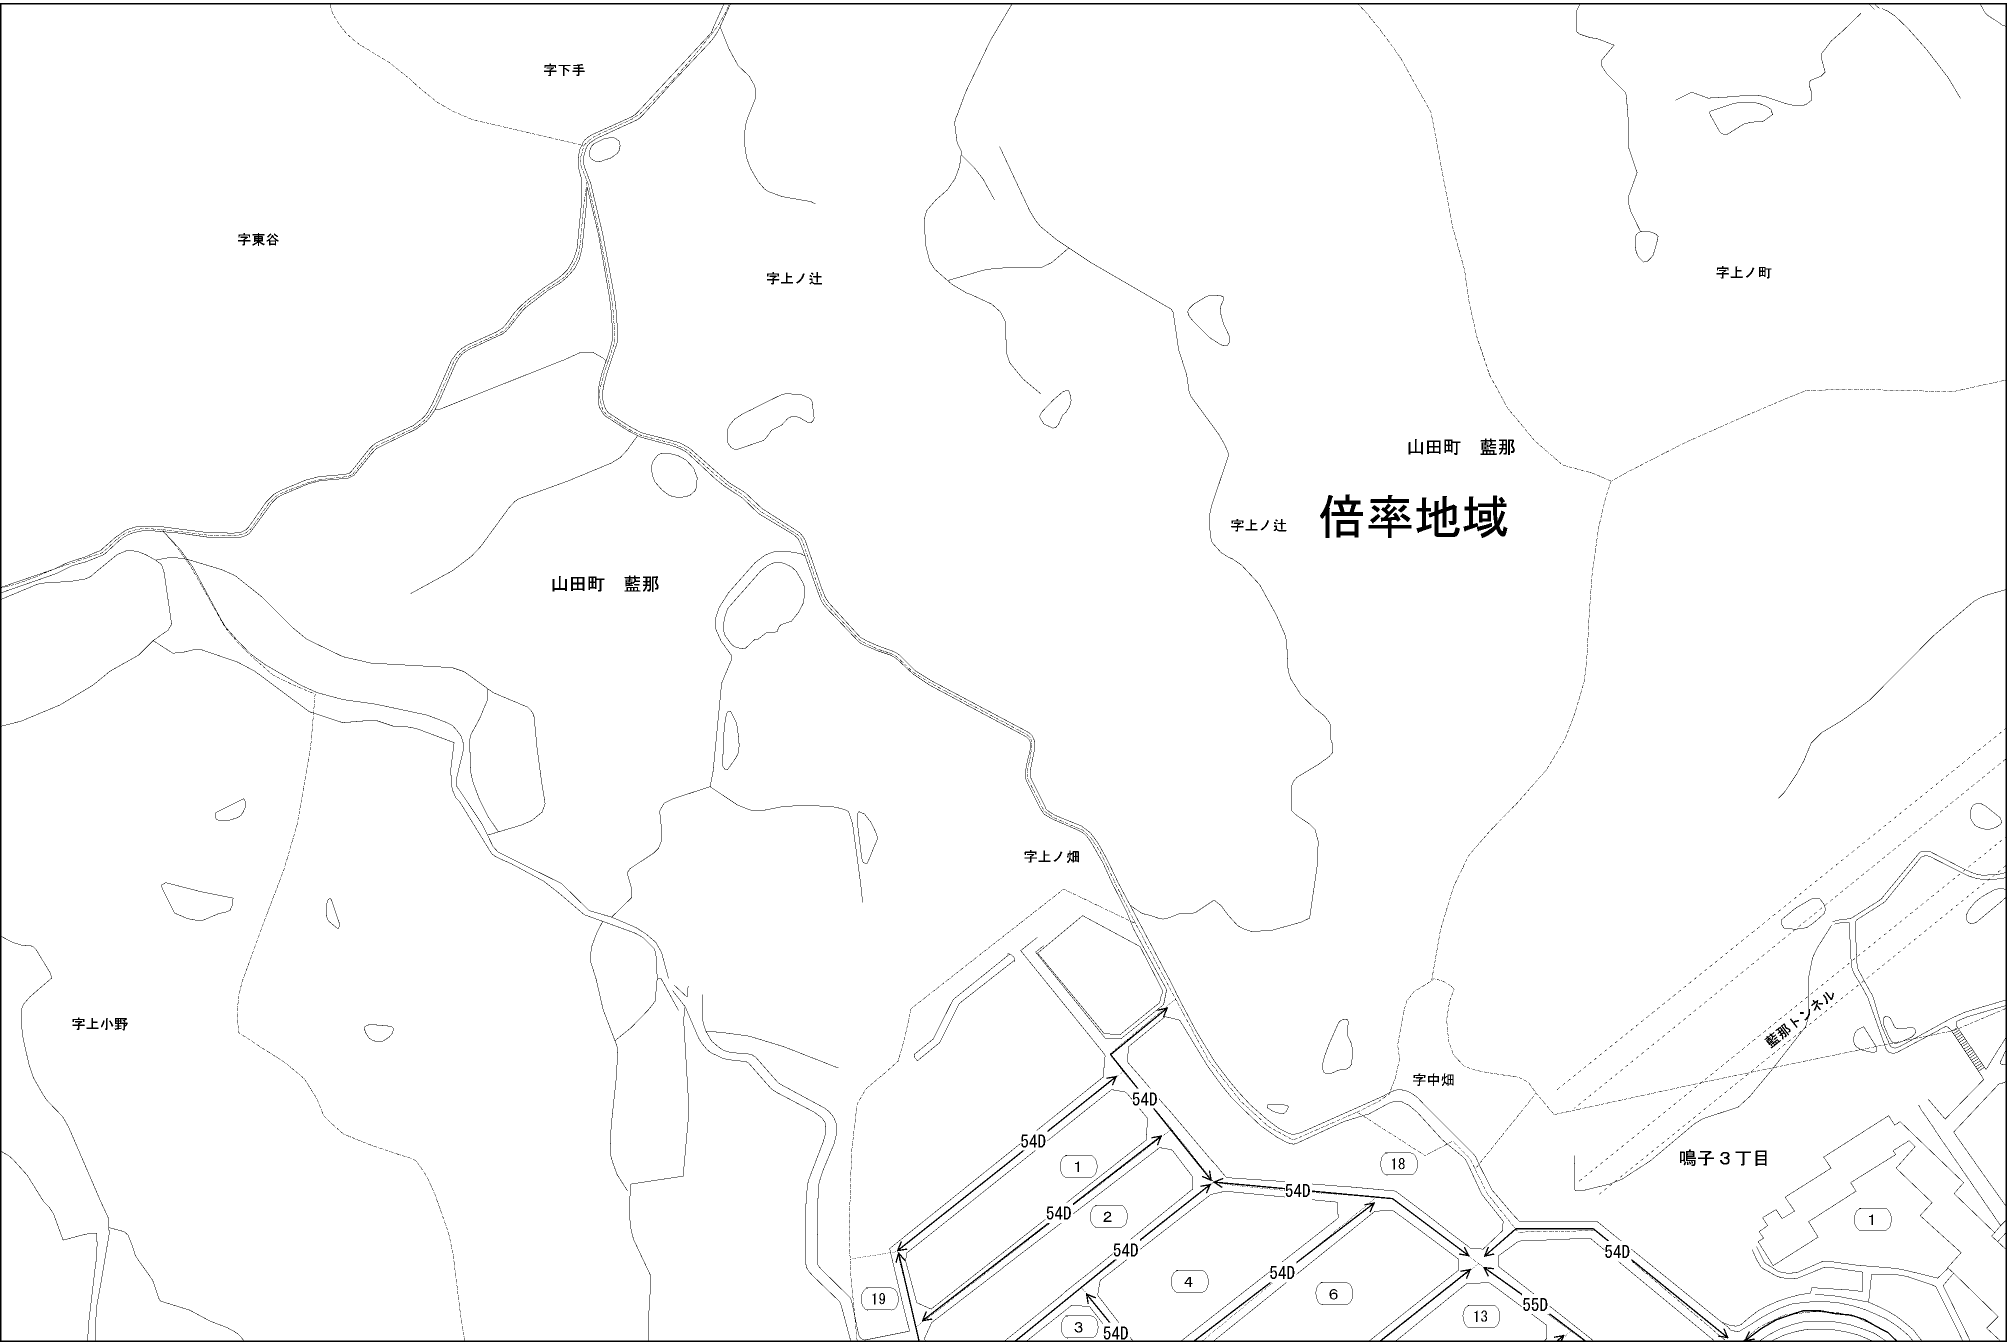 字下手
字東谷
字上ノ辻
字上ノ町
山田町　藍那
字上ノ辻
倍率地域
山田町　藍那
字上ノ畑
字上小野
藍那トンネル
字中畑
54D
54D
1
18
鳴子３丁目
54D
54D
2
1
54D
54D
54D
4
6
19
55D
13
3
54D